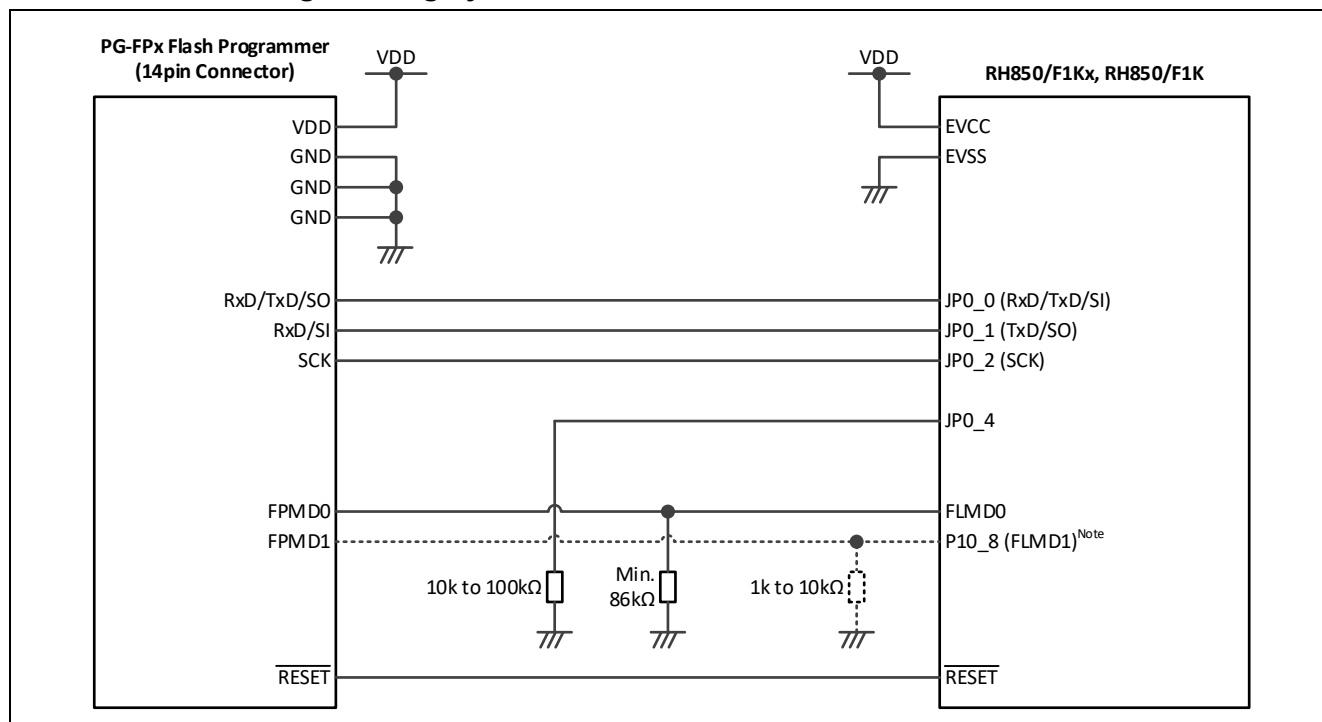 PG-FPx Flash Programmer
(14pin Connector)
VDD
VDD
RH850/F1Kx, RH850/F1K
VDD
GND
GND
GND
EVCC
EVSS
RxD/TxD/SO
RxD/SI
SCK
JP0_0 (RxD/TxD/SI)
JP0_1 (TxD/SO)
JP0_2 (SCK)
JP0_4
FPMD0
FPMD1
FLMD0
P10_8 (FLMD1)Note
10k to 100kΩ
Min.
86kΩ
1k to 10kΩ
RESET
RESET